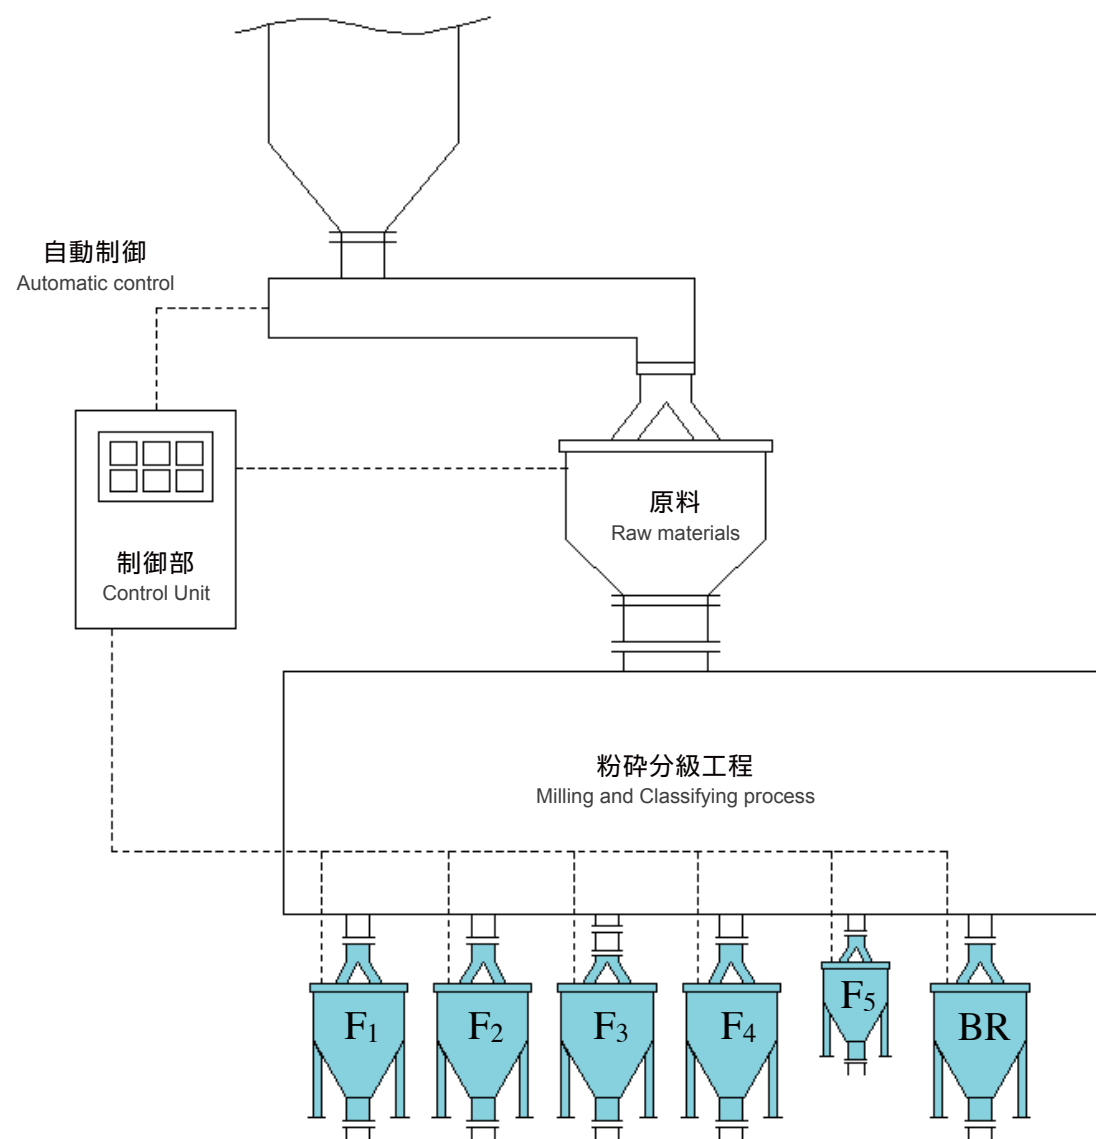 自動制御
Automatic control
原料
Raw materials
制御部
Control Unit
粉砕分級工程
Milling and Classifying process
F₁ F₂ F₃ F₄ F₅ BR